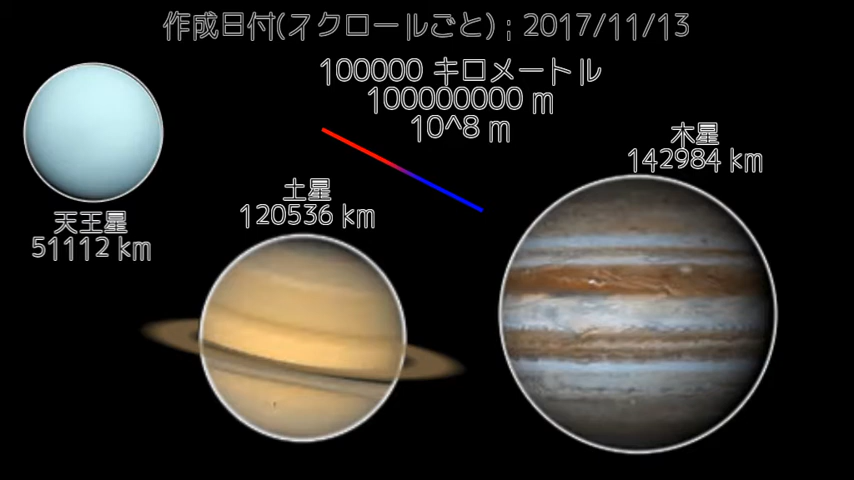 作成日付(スクロールごと) ; 2017/11/13
100000 キロメートル
100000000 m
10^8 m
天王星
51112 km
土星
120536 km
木星
142984 km